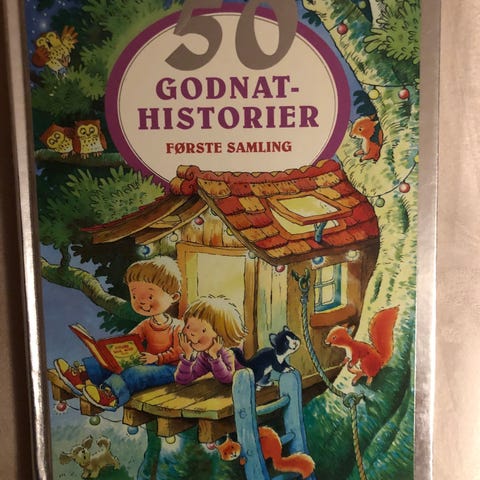 50
GODNAT-
HISTORIER
FØRSTE SAMLING